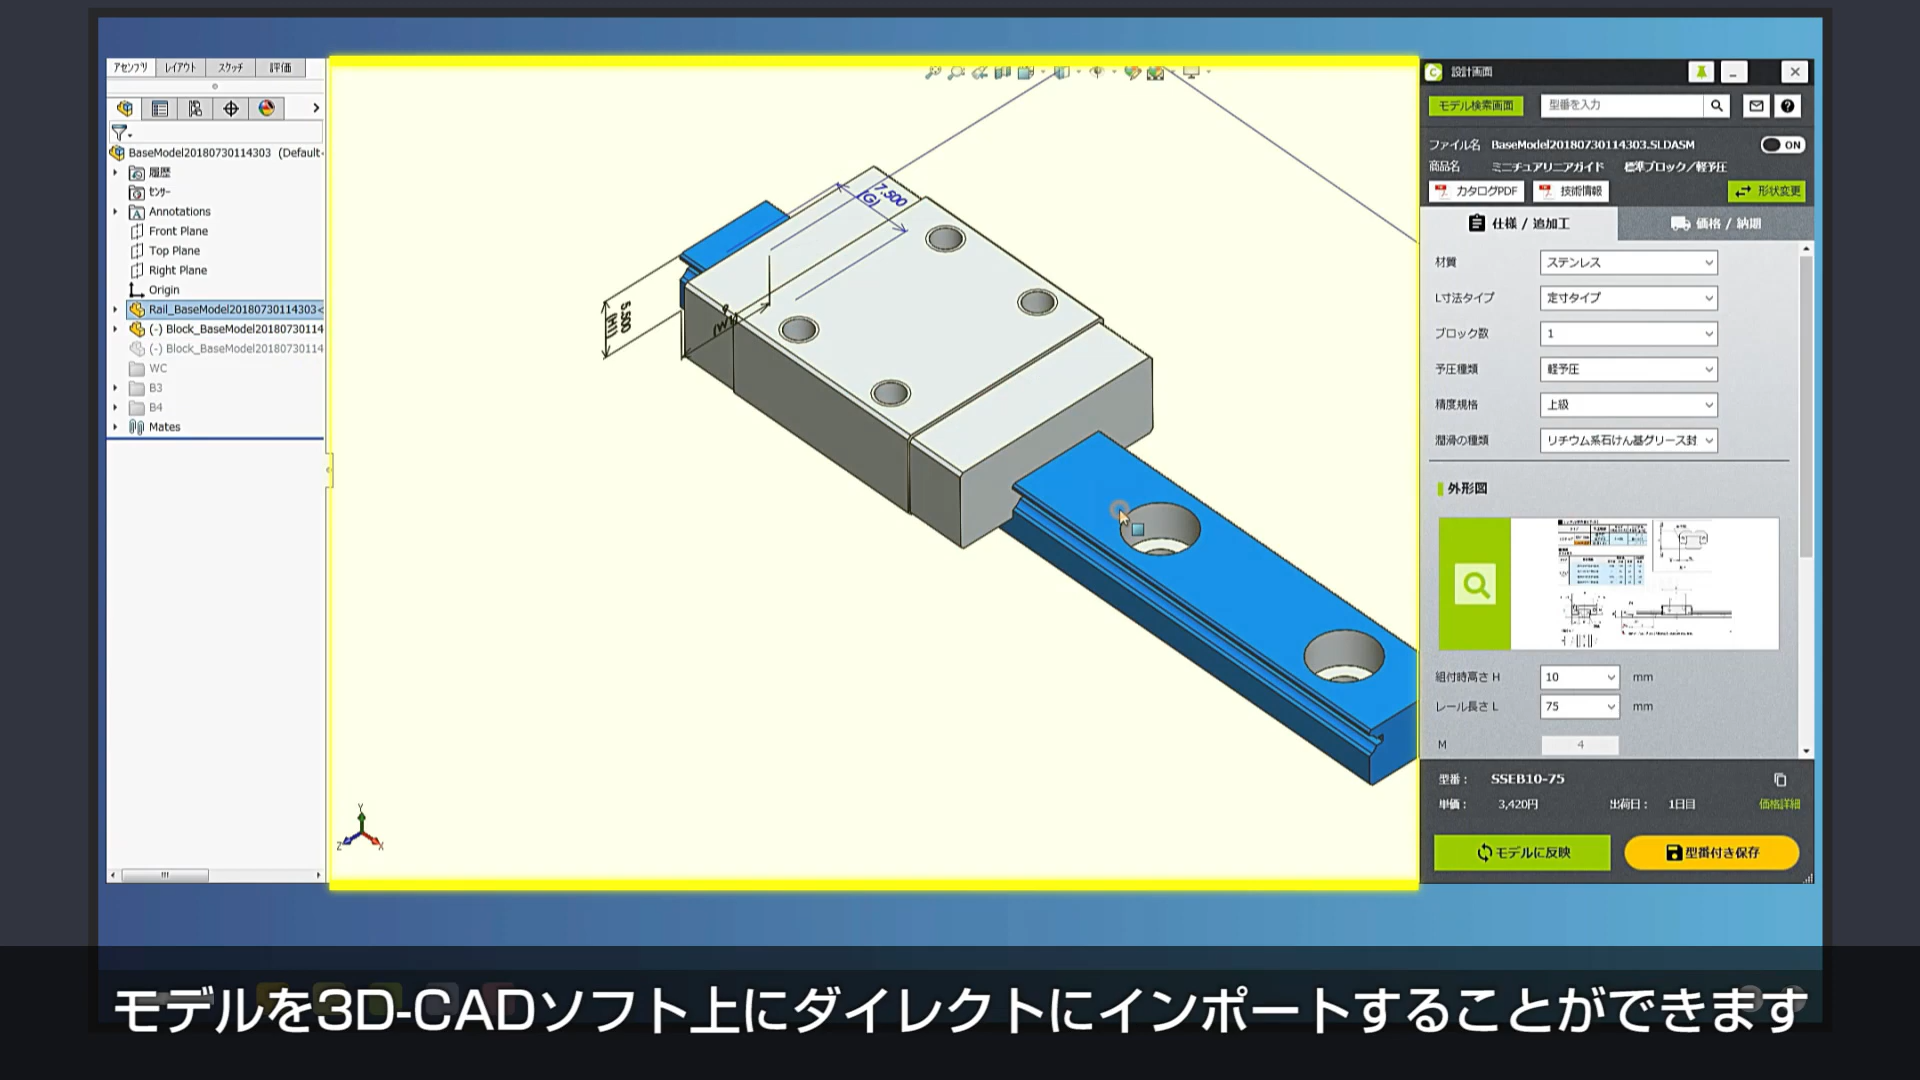 アセンブリ レイアウト スケッチ 評価
BaseModel20180730114303 (Default-
履歴
センサー
Annotations
Front Plane
Top Plane
Right Plane
Origin
Rail_BaseModel20180730114303<
(-) Block_BaseModel20180730114
(-) Block_BaseModel20180730114
WC
B3
B4
Mates
7.500
(G)
5.500
(H1)
(W1)
Y
Z
X
設計画面
モデル検索画面 型番を入力
ファイル名 BaseModel20180730114303.SLDASM ON
商品名 ミニチュアリニアガイド 標準ブロック／軽予圧
カタログPDF 技術情報 形状変更
仕様 / 追加工 価格 / 納期
材質 ステンレス
L寸法タイプ 定寸タイプ
ブロック数 1
予圧種類 軽予圧
精度規格 上級
潤滑の種類 リチウム系石けん基グリース封
外形図
組付時高さ H 10 mm
レール長さ L 75 mm
M 4
型番： SSEB10-75
単価： 3,420円 出荷日： 1日目 価格詳細
モデルに反映 型番付き保存
モデルを3D-CADソフト上にダイレクトにインポートすることができます